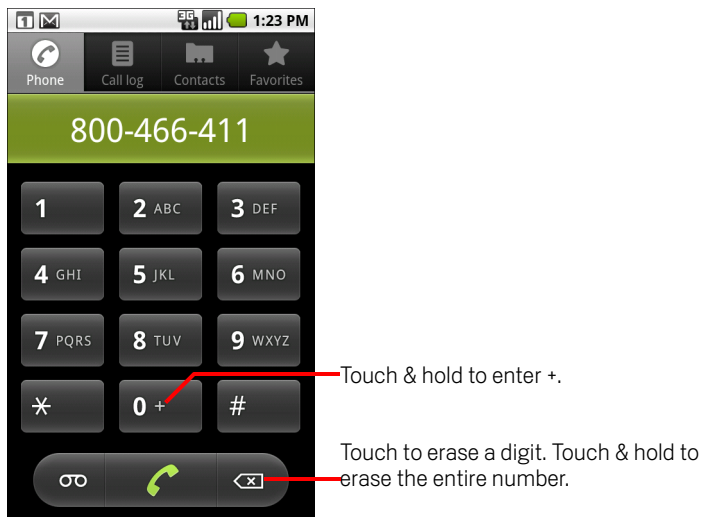 1 3G 1:23 PM
Phone Call log Contacts Favorites
800-466-411
1 2 ABC 3 DEF
4 GHI 5 JKL 6 MNO
7 PQRS 8 TUV 9 WXYZ
Touch & hold to enter +.
* 0 + #
Touch to erase a digit. Touch & hold to
erase the entire number.